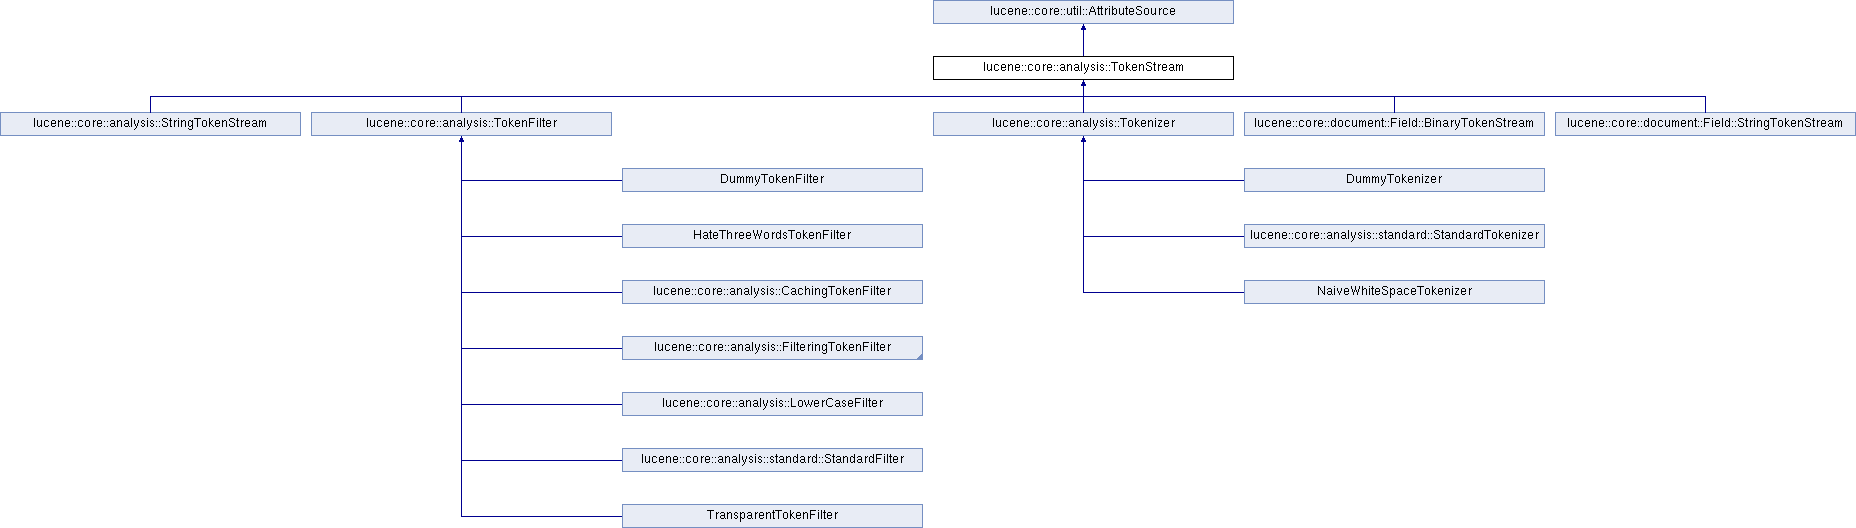 lucene::core::util::AttributeSource
lucene::core::analysis::TokenStream
lucene::core::analysis::StringTokenStream
lucene::core::analysis::TokenFilter
lucene::core::analysis::Tokenizer
lucene::core::document::Field::BinaryTokenStream
lucene::core::document::Field::StringTokenStream
DummyTokenFilter
DummyTokenizer
HateThreeWordsTokenFilter
lucene::core::analysis::standard::StandardTokenizer
lucene::core::analysis::CachingTokenFilter
NaiveWhiteSpaceTokenizer
lucene::core::analysis::FilteringTokenFilter
lucene::core::analysis::LowerCaseFilter
lucene::core::analysis::standard::StandardFilter
TransparentTokenFilter